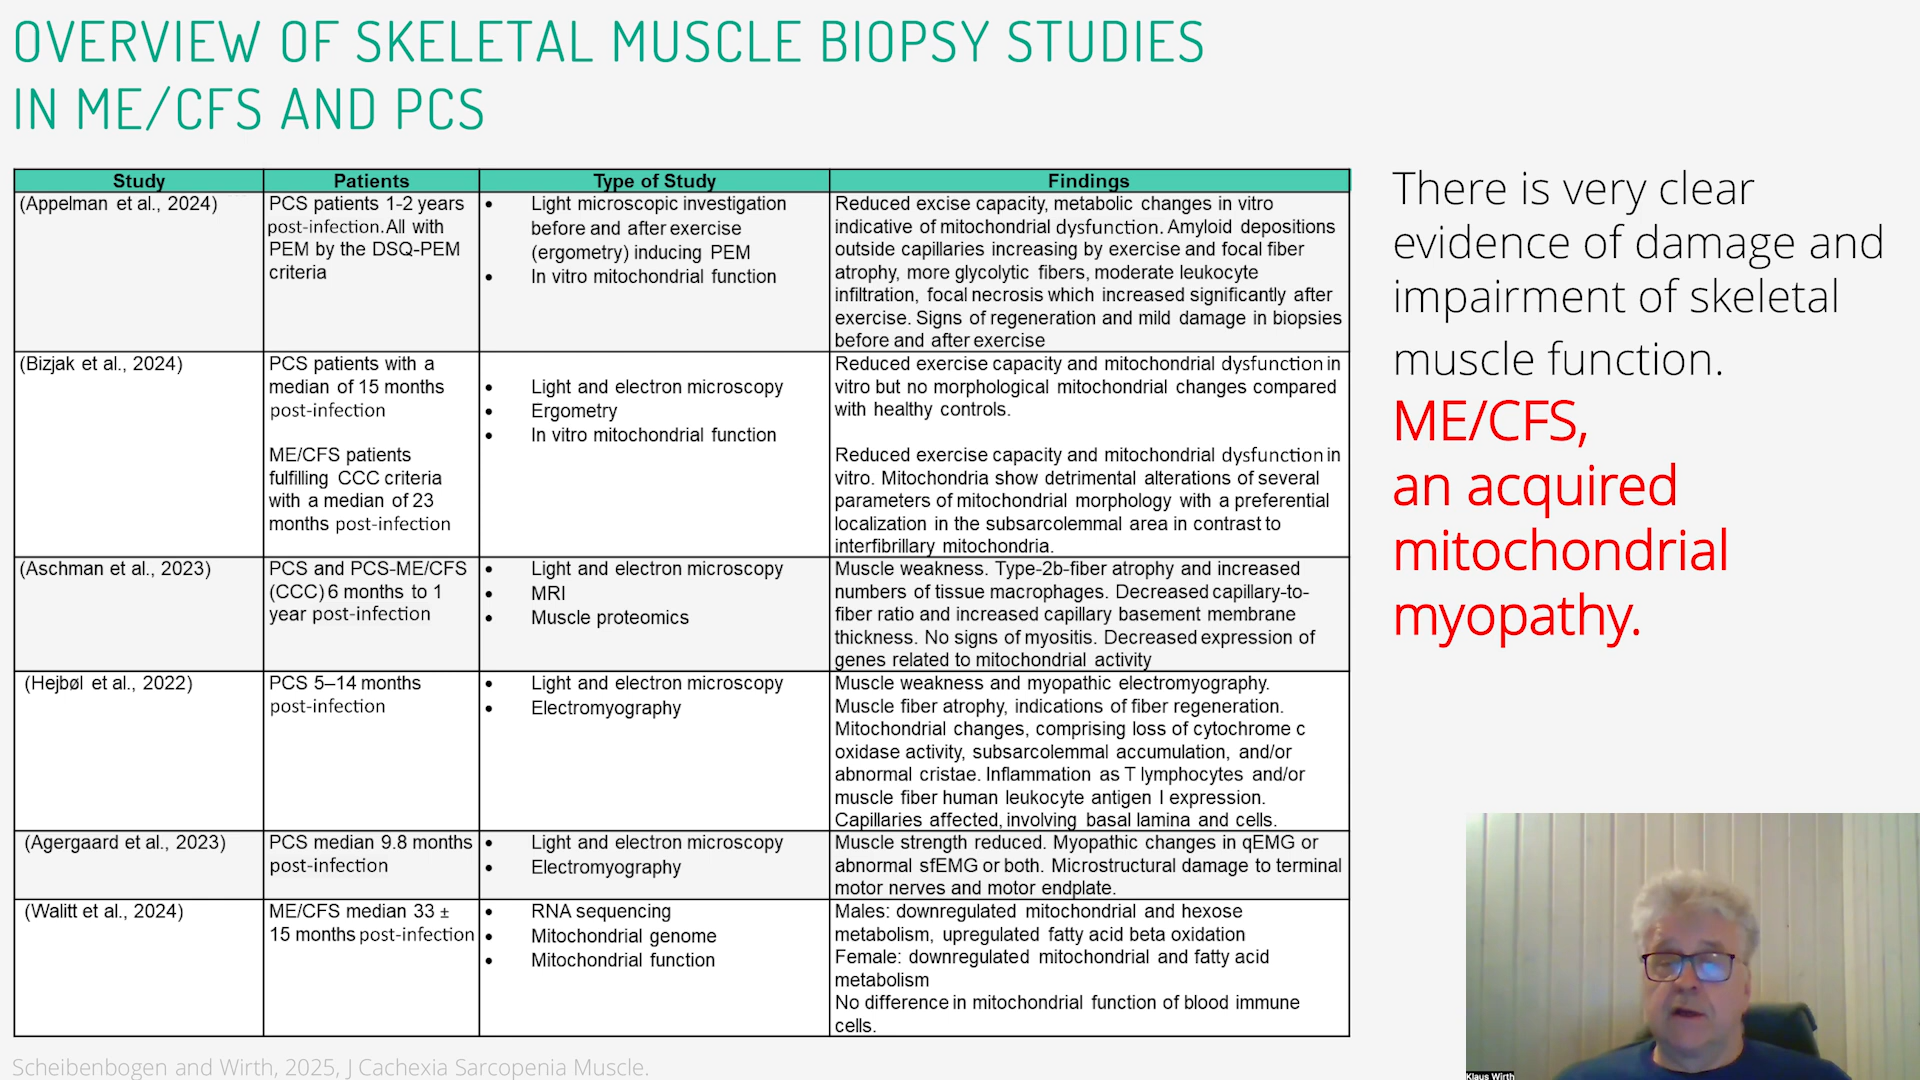 OVERVIEW OF SKELETAL MUSCLE BIOPSY STUDIES
IN ME/CFS AND PCS
Study
Patients
Type of Study
Findings
(Appelman et al., 2024)
PCS patients 1-2 years
post-infection. All with
PEM by the DSQ-PEM
criteria
• Light microscopic investigation
before and after exercise
(ergometry) inducing PEM
• In vitro mitochondrial function
Reduced excise capacity, metabolic changes in vitro
indicative of mitochondrial dysfunction. Amyloid depositions
outside capillaries increasing by exercise and focal fiber
atrophy, more glycolytic fibers, moderate leukocyte
infiltration, focal necrosis which increased significantly after
exercise. Signs of regeneration and mild damage in biopsies
before and after exercise
(Bizjak et al., 2024)
PCS patients with a
median of 15 months
post-infection
ME/CFS patients
fulfilling CCC criteria
with a median of 23
months post-infection
• Light and electron microscopy
• Ergometry
• In vitro mitochondrial function
Reduced exercise capacity and mitochondrial dysfunction in
vitro but no morphological mitochondrial changes compared
with healthy controls.
Reduced exercise capacity and mitochondrial dysfunction in
vitro. Mitochondria show detrimental alterations of several
parameters of mitochondrial morphology with a preferential
localization in the subsarcolemmal area in contrast to
interfibrillary mitochondria.
(Aschman et al., 2023)
PCS and PCS-ME/CFS
(CCC) 6 months to 1
year post-infection
• Light and electron microscopy
• MRI
• Muscle proteomics
Muscle weakness. Type-2b-fiber atrophy and increased
numbers of tissue macrophages. Decreased capillary-to-
fiber ratio and increased capillary basement membrane
thickness. No signs of myositis. Decreased expression of
genes related to mitochondrial activity
(Hejbøl et al., 2022)
PCS 5–14 months
post-infection
• Light and electron microscopy
• Electromyography
Muscle weakness and myopathic electromyography.
Muscle fiber atrophy, indications of fiber regeneration.
Mitochondrial changes, comprising loss of cytochrome c
oxidase activity, subsarcolemmal accumulation, and/or
abnormal cristae. Inflammation as T lymphocytes and/or
muscle fiber human leukocyte antigen I expression.
Capillaries affected, involving basal lamina and cells.
(Agergaard et al., 2023)
PCS median 9.8 months
post-infection
• Light and electron microscopy
• Electromyography
Muscle strength reduced. Myopathic changes in qEMG or
abnormal sfEMG or both. Microstructural damage to terminal
motor nerves and motor endplate.
(Walitt et al., 2024)
ME/CFS median 33 ±
15 months post-infection
• RNA sequencing
• Mitochondrial genome
• Mitochondrial function
Males: downregulated mitochondrial and hexose
metabolism, upregulated fatty acid beta oxidation
Female: downregulated mitochondrial and fatty acid
metabolism
No difference in mitochondrial function of blood immune
cells.
There is very clear
evidence of damage and
impairment of skeletal
muscle function.
ME/CFS,
an acquired
mitochondrial
myopathy.
Scheibenbogen and Wirth, 2025, J Cachexia Sarcopenia Muscle.
Klaus Wirth